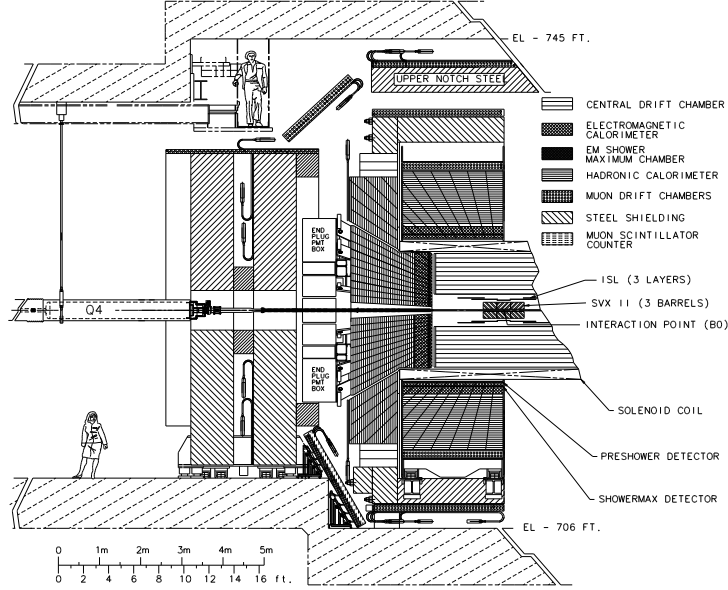 EL - 745 FT.
UPPER NOTCH STEEL
CENTRAL DRIFT CHAMBER
ELECTROMAGNETIC
CALORIMETER
EM SHOWER
MAXIMUM CHAMBER
HADRONIC CALORIMETER
MUON DRIFT CHAMBERS
STEEL SHIELDING
MUON SCINTILLATOR
COUNTER
END
PLUG
PMT
BOX
ISL (3 LAYERS)
SVX II (3 BARRELS)
Q4
INTERACTION POINT (B0)
END
PLUG
PMT
BOX
SOLENOID COIL
PRESHOWER DETECTOR
SHOWERMAX DETECTOR
EL - 706 FT.
0 1m 2m 3m 4m 5m
0 2 4 6 8 10 12 14 16 ft.